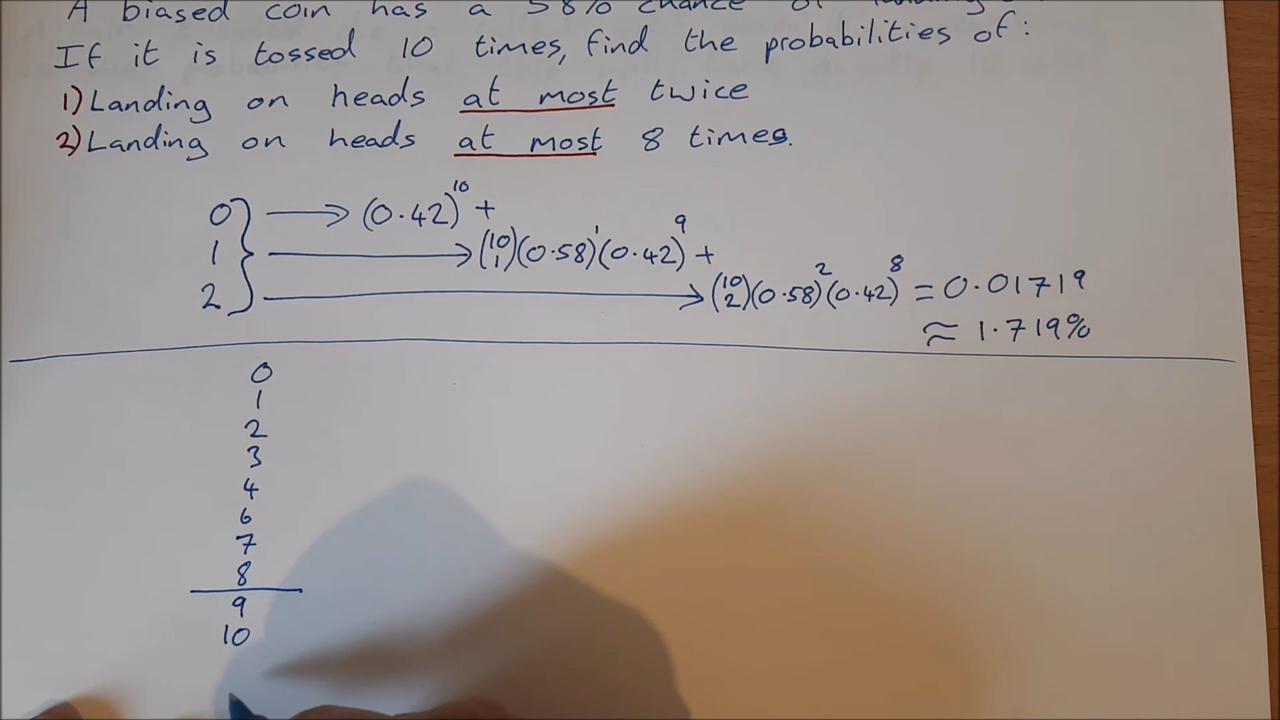 A biased coin has a 58% chance of landing
If it is tossed 10 times, find the probabilities of:
1) Landing on heads at most twice
2) Landing on heads at most 8 times.
0 → (0.42)^10 +
1 → (10 1)(0.58)^1(0.42)^9 +
2 → (10 2)(0.58)^2(0.42)^8 = 0.01719
≈ 1.719%
0
1
2
3
4
6
7
8
9
10